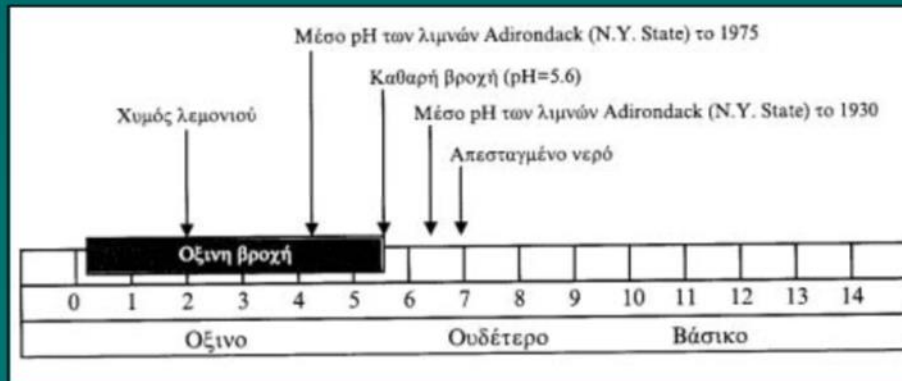 Μέσο pH των λιμνών Adirondack (N.Y. State) το 1975
Καθαρή βροχή (pH=5.6)
Χυμός λεμονιού
Μέσο pH των λιμνών Adirondack (N.Y. State) το 1930
Απεσταγμένο νερό
Οξινη βροχή
0 1 2 3 4 5 6 7 8 9 10 11 12 13 14
Οξινο Ουδέτερο Βάσικο